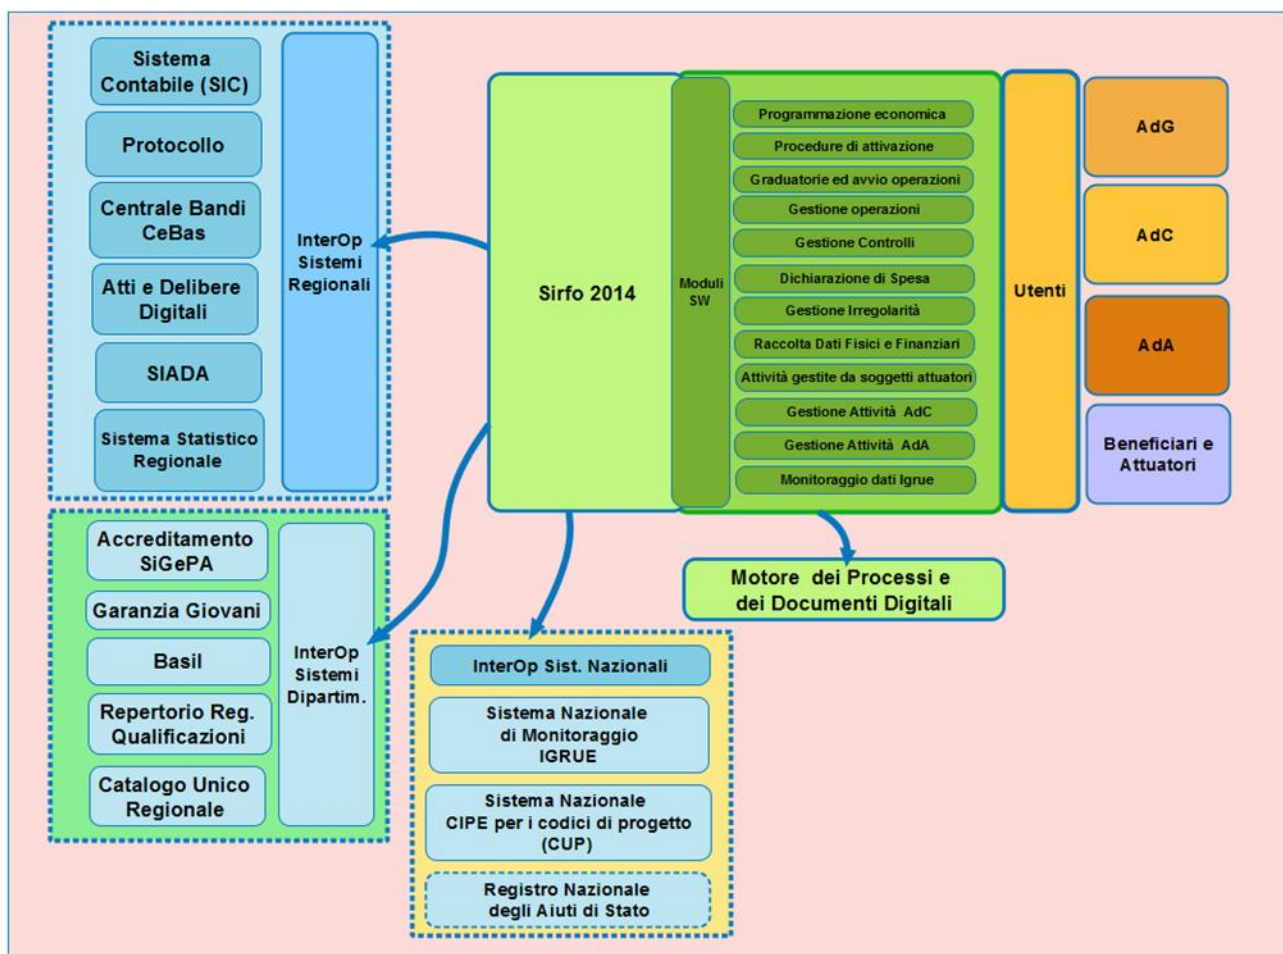 Sistema
Contabile (SIC)
Protocollo
Centrale Bandi
CeBas
Atti e Delibere
Digitali
SIADA
Sistema Statistico
Regionale
InterOp
Sistemi
Regionali
Accreditamento
SiGePA
Garanzia Giovani
Basil
Repertorio Reg.
Qualificazioni
Catalogo Unico
Regionale
InterOp
Sistemi
Dipartim.
Sirfo 2014
Moduli
SW
Programmazione economica
Procedure di attivazione
Graduatorie ed avvio operazioni
Gestione operazioni
Gestione Controlli
Dichiarazione di Spesa
Gestione Irregolarità
Raccolta Dati Fisici e Finanziari
Attività gestite da soggetti attuatori
Gestione Attività AdC
Gestione Attività AdA
Monitoraggio dati Igrue
Utenti
AdG
AdC
AdA
Beneficiari e
Attuatori
Motore dei Processi e
dei Documenti Digitali
InterOp Sist. Nazionali
Sistema Nazionale
di Monitoraggio
IGRUE
Sistema Nazionale
CIPE per i codici di progetto
(CUP)
Registro Nazionale
degli Aiuti di Stato